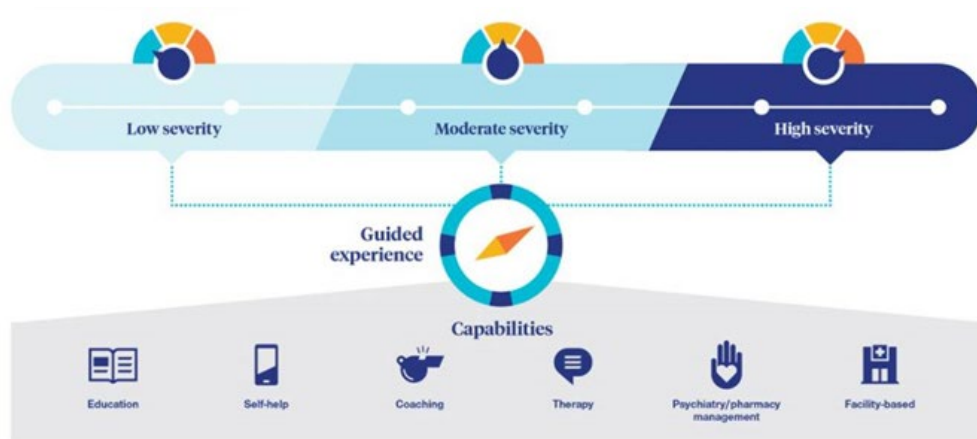 Low severity
Moderate severity
High severity
Guided
experience
Capabilities
Education
Self-help
Coaching
Therapy
Psychiatry/pharmacy
management
Facility-based